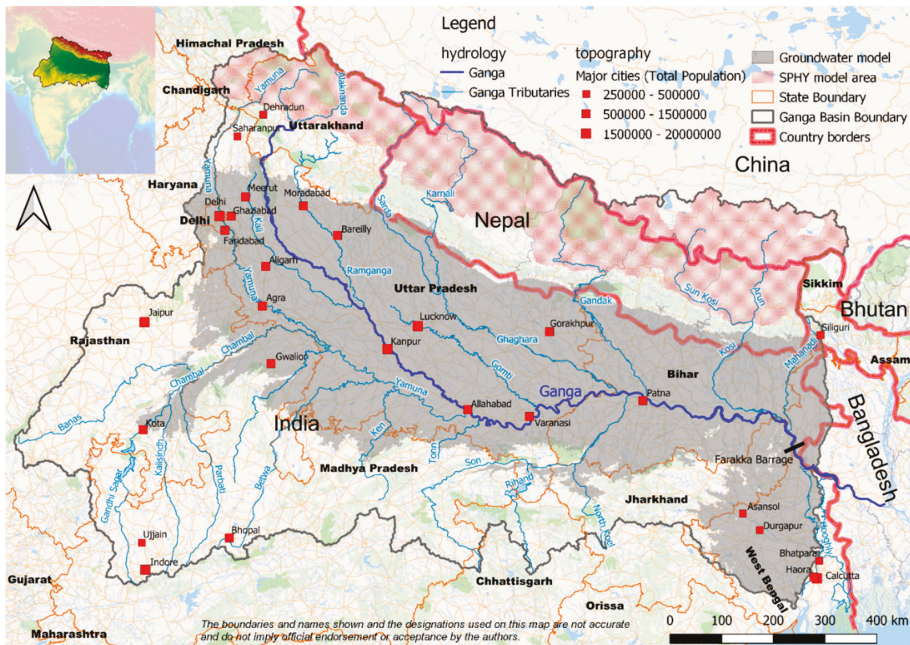 Legend
hydrology
Ganga
Ganga Tributaries
topography
Major cities (Total Population)
250000 - 500000
500000 - 1500000
1500000 - 20000000
Groundwater model
SPHY model area
State Boundary
Ganga Basin Boundary
Country borders
Himachal Pradesh
Chandigarh
Yamuna
Alaknanda
Dehradun
Saharanpur
Uttarakhand
China
Yamuna
Haryana
Meerut
Moradabad
Sarda
Karnali
Nepal
Delhi
Delhi
Ghaziabad
Kali
Faridabad
Bareilly
Aligarh
Ramganga
Yamuna
Uttar Pradesh
Sun Kosi
Arun
Sikkim
Bhutan
Agra
Gandak
Jaipur
Lucknow
Gorakhpur
Siliguri
Rajasthan
Chambal
Kanpur
Ghaghara
Kosi
Mahanadi
Assam
Gwalior
Chambal
Gomti
Bihar
Yamuna
Ganga
Banas
Kota
India
Allahabad
Varanasi
Patna
Bangladesh
Ken
Tonn
Farakka Barrage
Gandhi Sagar
Kalisindh
Parbati
Betwa
Madhya Pradesh
Son
Rihand
North Koel
Jharkhand
Asansol
Durgapur
Hooghly
Ujjain
Bhopal
Indore
Bhatpara
Haora
Calcutta
West Bengal
Gujarat
Chhattisgarh
Orissa
Maharashtra
The boundaries and names shown and the designations used on this map are not accurate
and do not imply official endorsement or acceptance by the authors.
0 100 200 300 400 km